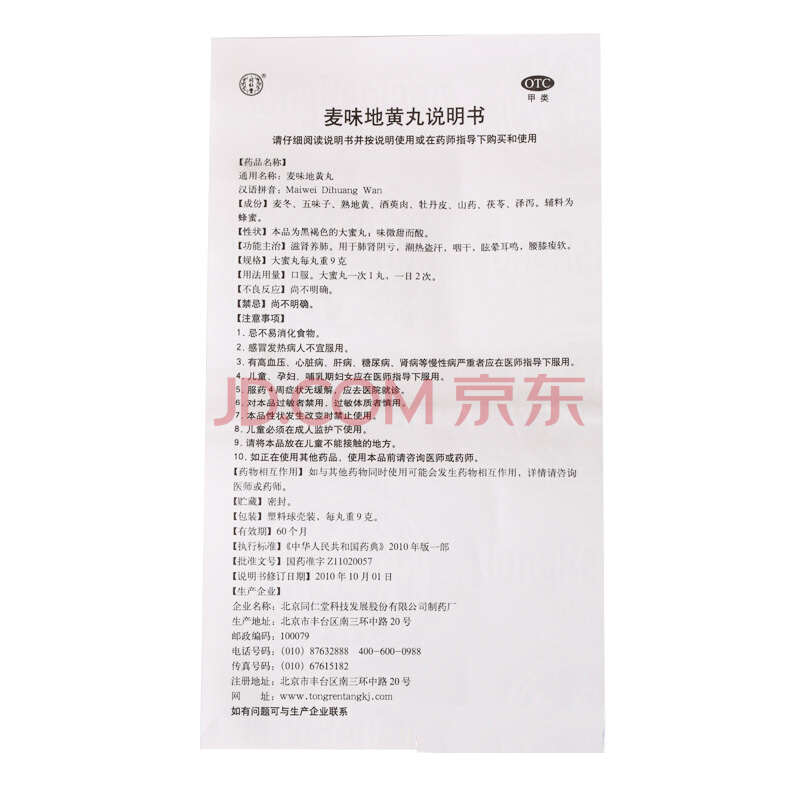 同仁堂
OTC
甲类
麦味地黄丸说明书
请仔细阅读说明书并按说明使用或在药师指导下购买和使用
【药品名称】
通用名称：麦味地黄丸
汉语拼音：Maiwei Dihuang Wan
【成份】麦冬、五味子、熟地黄、酒萸肉、牡丹皮、山药、茯苓、泽泻。辅料为
蜂蜜。
【性状】本品为黑褐色的大蜜丸；味微甜而酸。
【功能主治】滋肾养肺。用于肺肾阴亏，潮热盗汗，咽干，眩晕耳鸣，腰膝痠软。
【规格】大蜜丸每丸重9克
【用法用量】口服。大蜜丸一次1丸，一日2次。
【不良反应】尚不明确。
【禁忌】尚不明确。
【注意事项】
1．忌不易消化食物。
2．感冒发热病人不宜服用。
3．有高血压、心脏病、肝病、糖尿病、肾病等慢性病严重者应在医师指导下服用。
4．儿童、孕妇、哺乳期妇女应在医师指导下服用。
5．服药4周症状无缓解，应去医院就诊。
6．对本品过敏者禁用，过敏体质者慎用。
7．本品性状发生改变时禁止使用。
8．儿童必须在成人监护下使用。
9．请将本品放在儿童不能接触的地方。
10．如正在使用其他药品，使用本品前请咨询医师或药师。
JD.COM 京东
【药物相互作用】如与其他药物同时使用可能会发生药物相互作用，详情请咨询
医师或药师。
【贮藏】密封。
【包装】塑料球壳装，每丸重9克。
【有效期】60个月
【执行标准】《中华人民共和国药典》2010年版一部
【批准文号】国药准字Z11020057
【说明书修订日期】2010年10月01日
【生产企业】
企业名称：北京同仁堂科技发展股份有限公司制药厂
生产地址：北京市丰台区南三环中路20号
邮政编码：100079
电话号码：（010）87632888 400-600-0988
传真号码：（010）67615182
注册地址：北京市丰台区南三环中路20号
网 址：www.tongrentangkj.com
如有问题可与生产企业联系